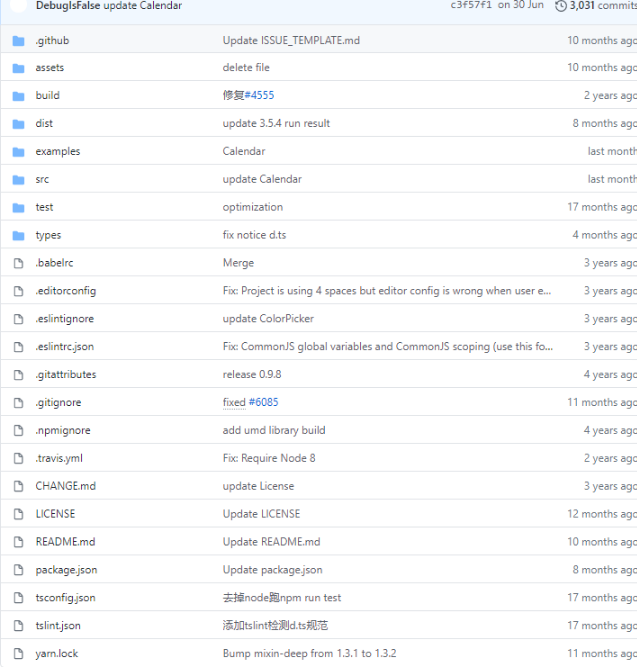 DebugIsFalse update Calendar c3f57f1 on 30 Jun 3,031 commits
.github Update ISSUE_TEMPLATE.md 10 months ago
assets delete file 10 months ago
build 修复#4555 2 years ago
dist update 3.5.4 run result 8 months ago
examples Calendar last month
src update Calendar last month
test optimization 17 months ago
types fix notice d.ts 4 months ago
.babelrc Merge 3 years ago
.editorconfig Fix: Project is using 4 spaces but editor config is wrong when user e... 3 years ago
.eslintignore update ColorPicker 3 years ago
.eslintrc.json Fix: CommonJS global variables and CommonJS scoping (use this fo... 3 years ago
.gitattributes release 0.9.8 4 years ago
.gitignore fixed #6085 11 months ago
.npmignore add umd library build 4 years ago
.travis.yml Fix: Require Node 8 2 years ago
CHANGE.md update License 3 years ago
LICENSE Update LICENSE 12 months ago
README.md Update README.md 10 months ago
package.json Update package.json 8 months ago
tsconfig.json 去掉node跑npm run test 17 months ago
tslint.json 添加tslint检测d.ts规范 17 months ago
yarn.lock Bump mixin-deep from 1.3.1 to 1.3.2 11 months ago